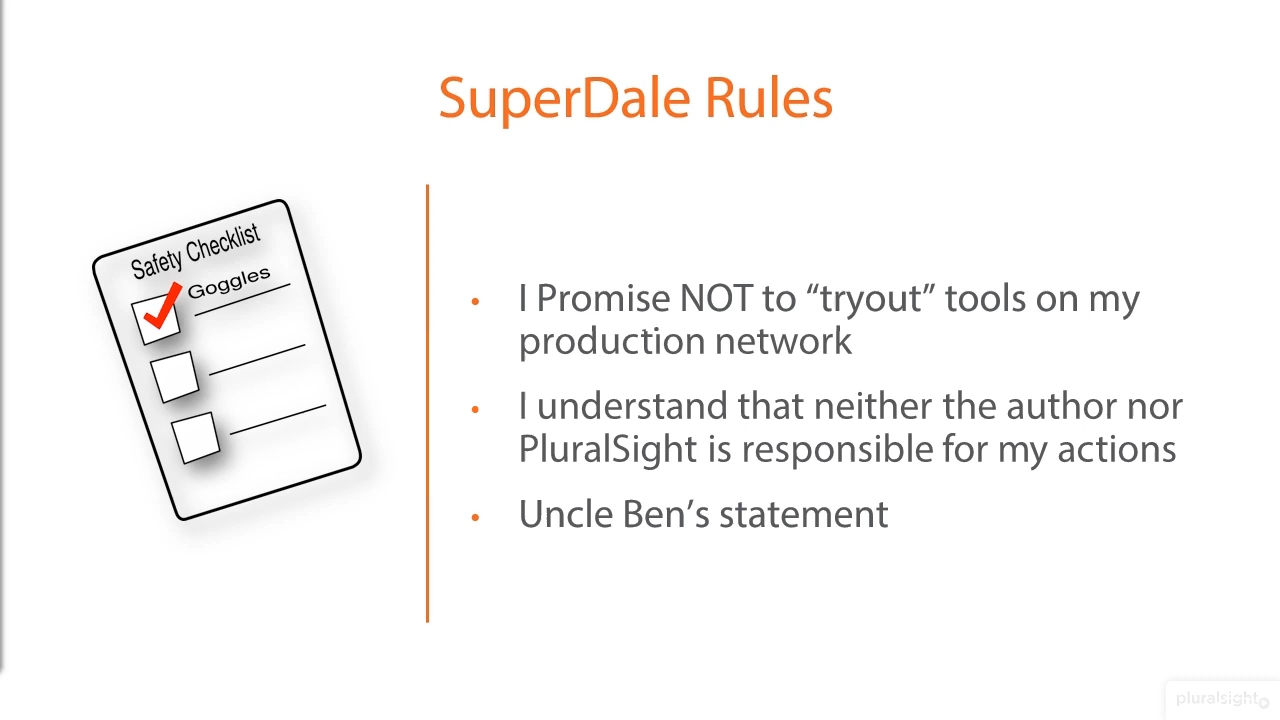 SuperDale Rules
Safety Checklist
Goggles
• I Promise NOT to “tryout” tools on my
production network
• I understand that neither the author nor
PluralSight is responsible for my actions
• Uncle Ben’s statement
pluralsight